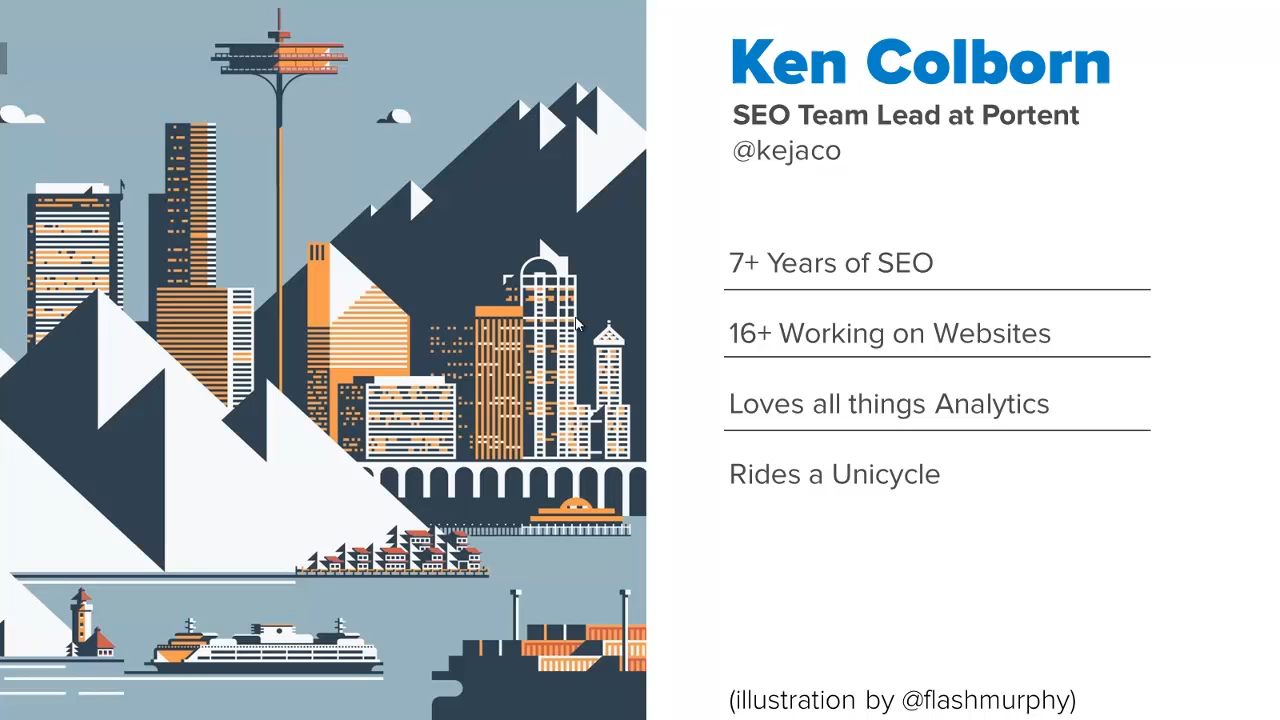 Ken Colborn
SEO Team Lead at Portent
@kejaco
7+ Years of SEO
16+ Working on Websites
Loves all things Analytics
Rides a Unicycle
(illustration by @flashmurphy)